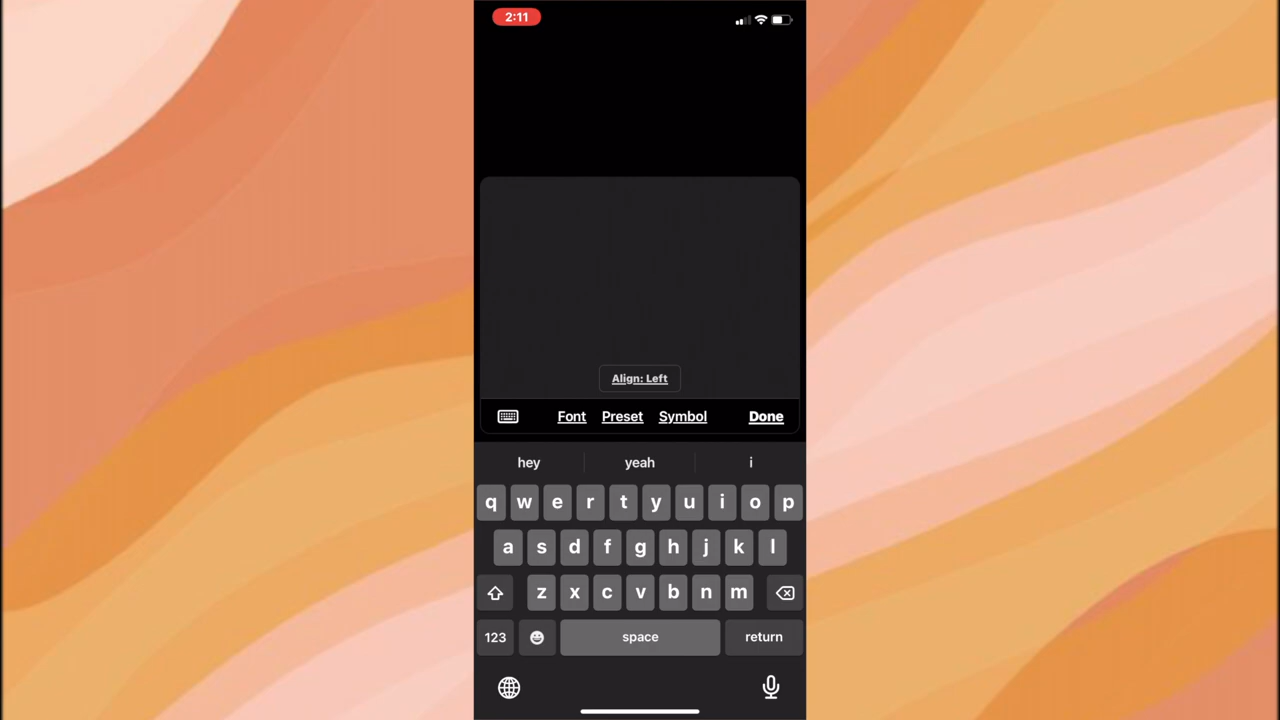 2:11
Align: Left
Font Preset Symbol Done
hey yeah i
q w e r t y u i o p
a s d f g h j k l
z x c v b n m
123 space return